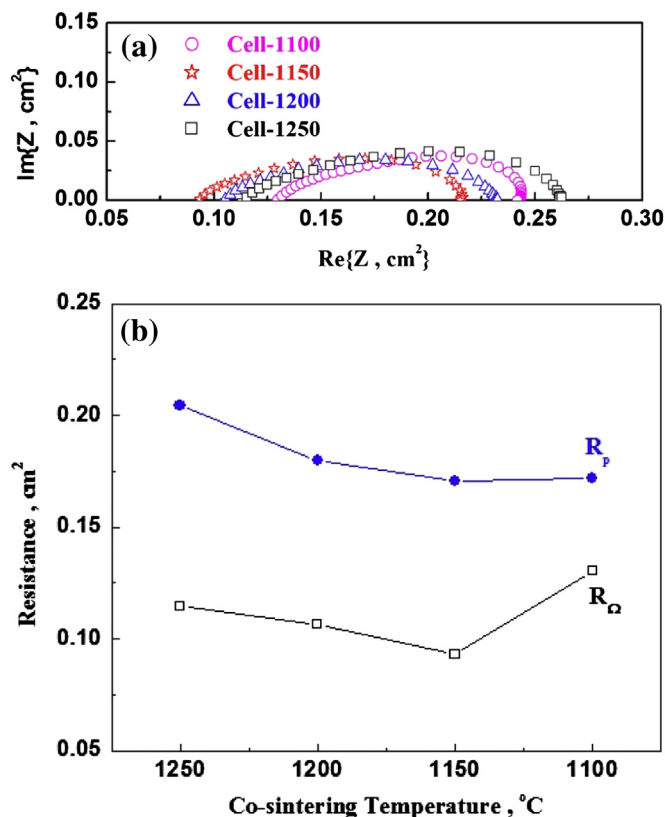 (a)
Cell-1100
Cell-1150
Cell-1200
Cell-1250
Im{Z , cm²}
0.15
0.10
0.05
0.00
0.05 0.10 0.15 0.20 0.25 0.30
Re{Z , cm²}
(b)
Resistance , cm²
0.25
0.20
0.15
0.10
0.05
Rₚ
R_Ω
1250 1200 1150 1100
Co-sintering Temperature , °C